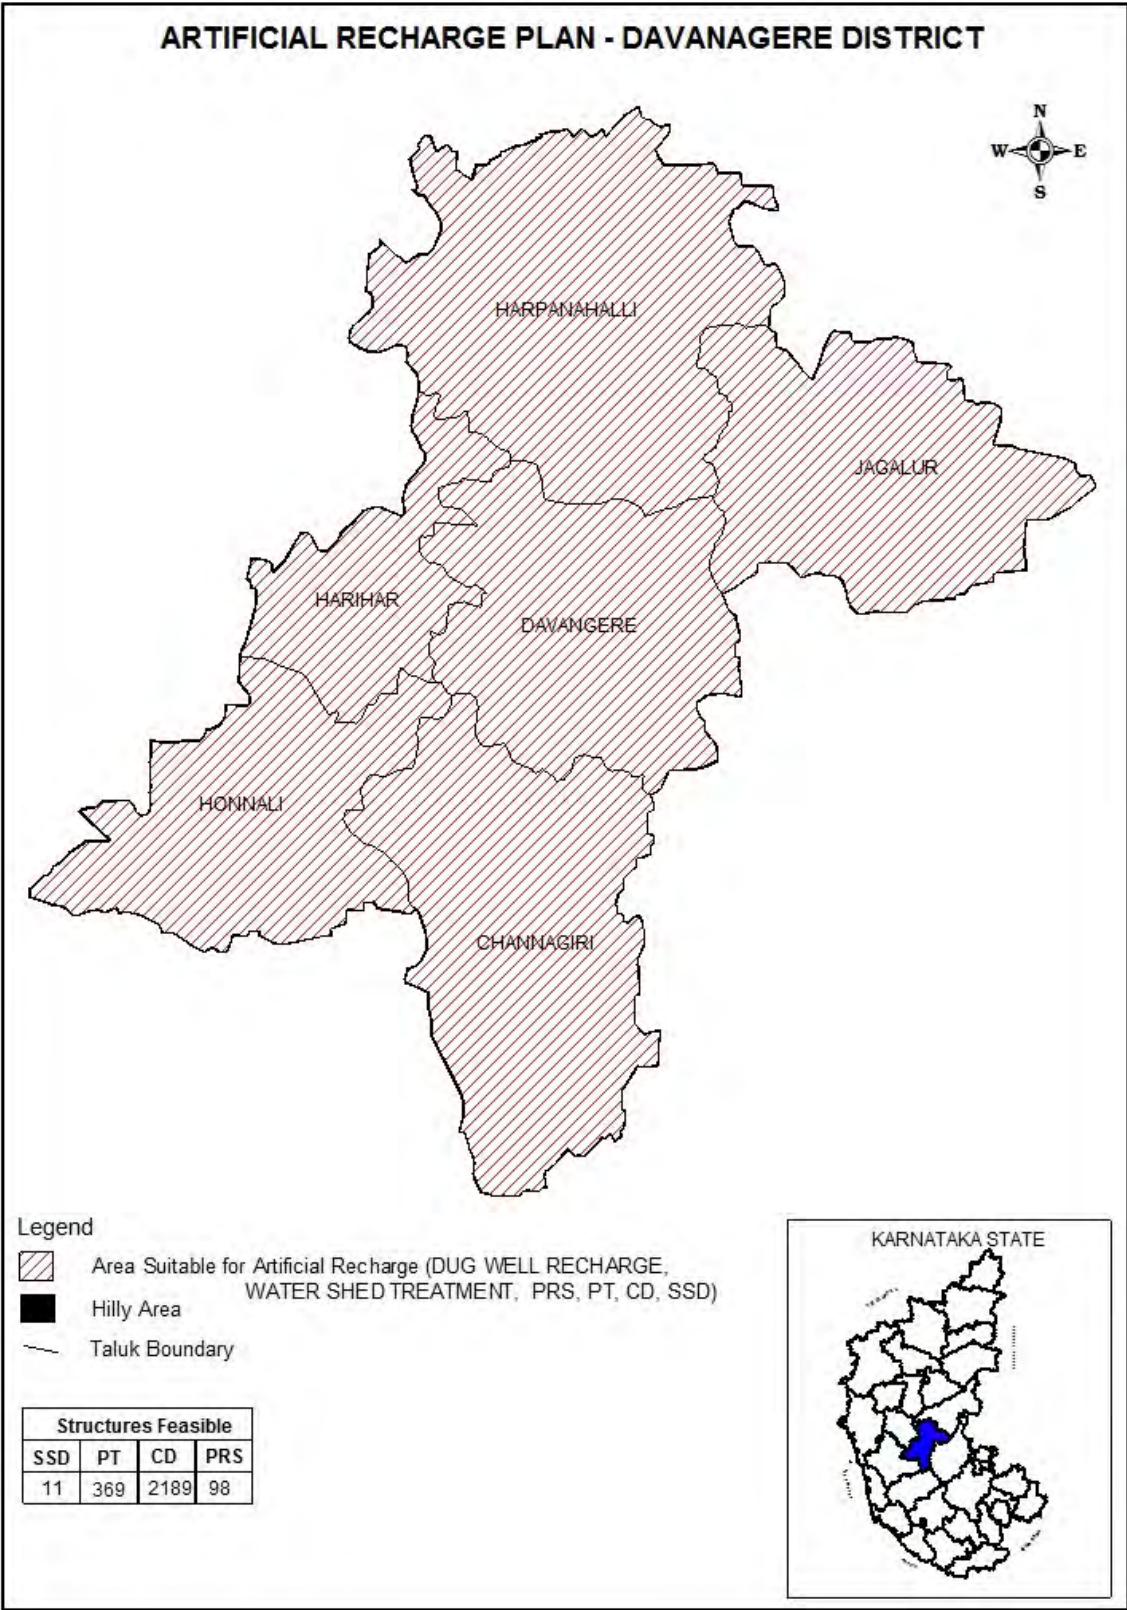 ARTIFICIAL RECHARGE PLAN - DAVANAGERE DISTRICT
N
W E
S
HARPANAHALLI
JAGALUR
HARIHAR
DAVANGERE
HONNALI
CHANNAGIRI
Legend
Area Suitable for Artificial Recharge (DUG WELL RECHARGE,
WATER SHED TREATMENT, PRS, PT, CD, SSD)
Hilly Area
Taluk Boundary
Structures Feasible
SSD PT CD PRS
11 369 2189 98
KARNATAKA STATE